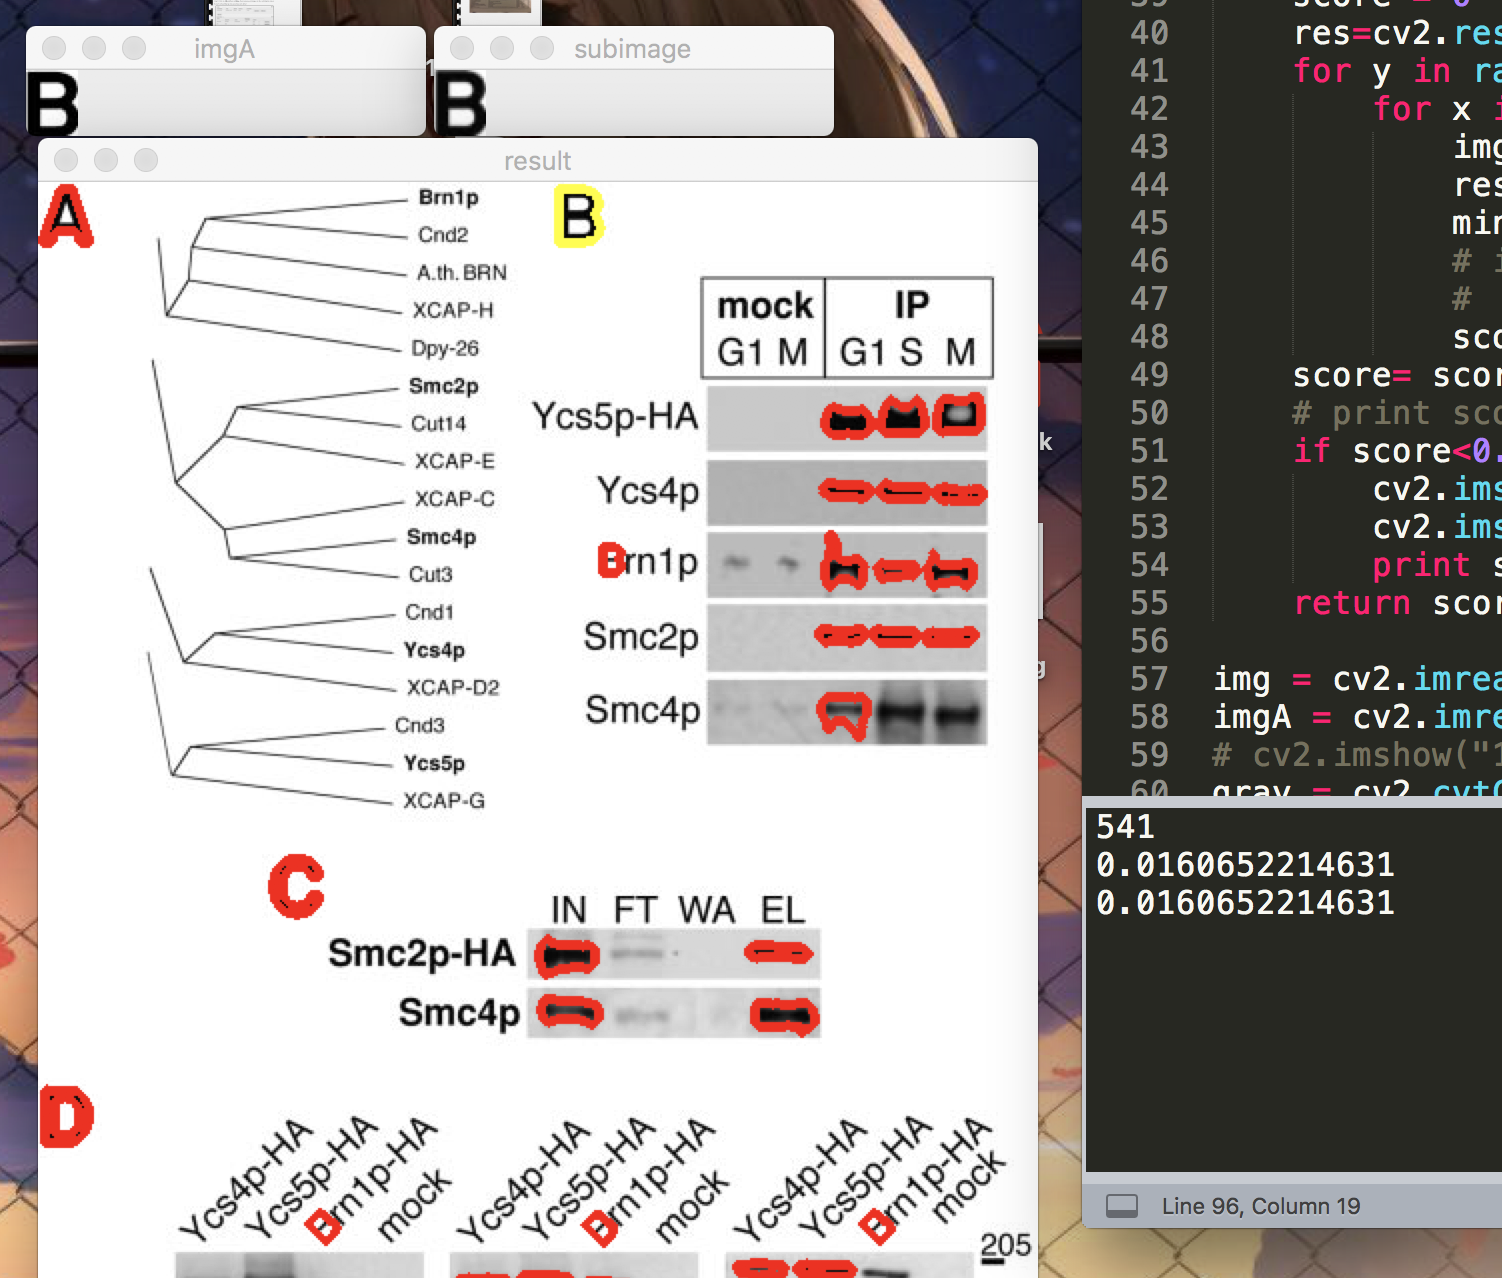 imgA
subimage
B
B
result
A
Brn1p
Cnd2
A.th. BRN
XCAP-H
Dpy-26
Smc2p
Cut14
XCAP-E
XCAP-C
Smc4p
Cut3
Cnd1
Ycs4p
XCAP-D2
Cnd3
Ycs5p
XCAP-G
B
mock IP
G1 M G1 S M
Ycs5p-HA
Ycs4p
Brn1p
Smc2p
Smc4p
C
IN FT WA EL
Smc2p-HA
Smc4p
D
Ycs4p-HA
Ycs5p-HA
Brn1p-HA
mock
Ycs4p-HA
Ycs5p-HA
Brn1p-HA
mock
Ycs4p-HA
Ycs5p-HA
Brn1p-HA
mock
205
k
g
40 res=cv2.res
41 for y in ra
42 for x i
43 img
44 res
45 min
46 # i
47 #
48 sco
49 score= scor
50 # print sco
51 if score<0.
52 cv2.ims
53 cv2.ims
54 print s
55 return scor
56
57 img = cv2.imrea
58 imgA = cv2.imre
59 # cv2.imshow("1
60 gray = cv2.cvtC
541
0.0160652214631
0.0160652214631
Line 96, Column 19